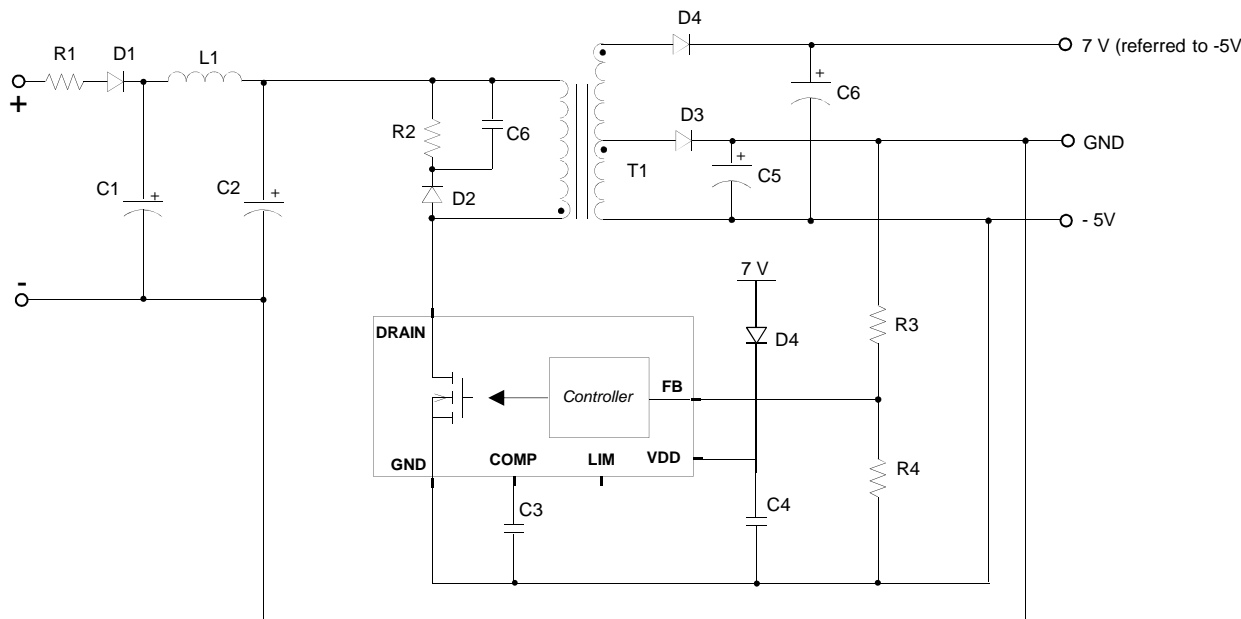 D4
7 V (referred to -5V
R1
D1
L1
+
+
C6
D3
GND
R2
C6
T1
+
C5
C1
+
C2
+
D2
- 5V
-
7 V
DRAIN
D4
R3
FB
Controller
GND
COMP
LIM
VDD
R4
C3
C4